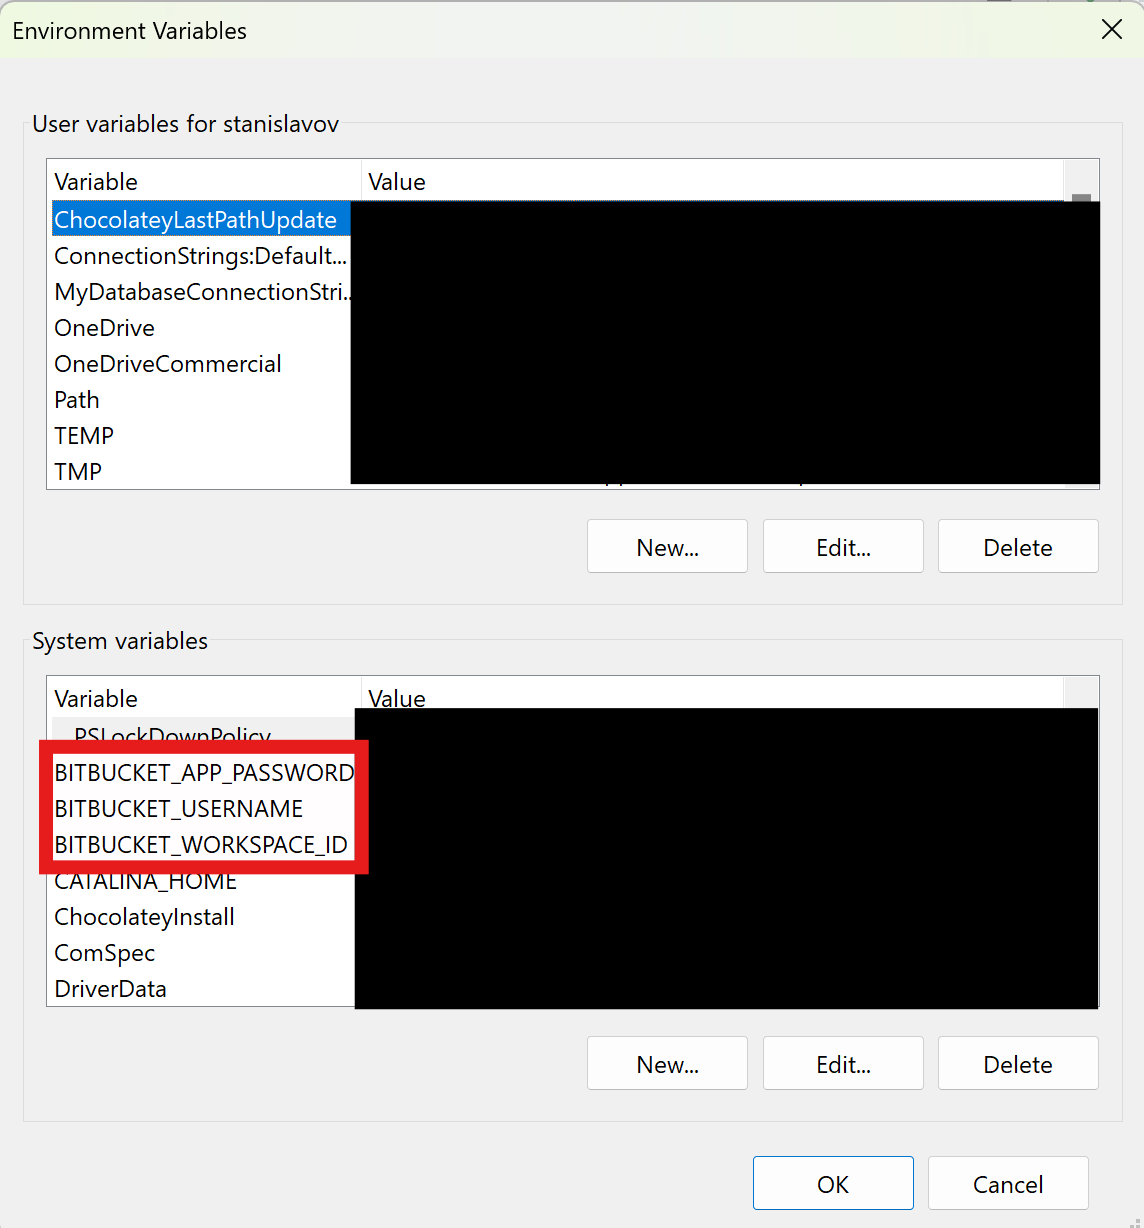 Environment Variables
User variables for stanislavov
Variable Value
ChocolateyLastPathUpdate
ConnectionStrings:Default...
MyDatabaseConnectionStri...
OneDrive
OneDriveCommercial
Path
TEMP
TMP
New... Edit... Delete
System variables
Variable Value
PSLockDownPolicy
BITBUCKET_APP_PASSWORD
BITBUCKET_USERNAME
BITBUCKET_WORKSPACE_ID
CATALINA_HOME
ChocolateyInstall
ComSpec
DriverData
New... Edit... Delete
OK Cancel